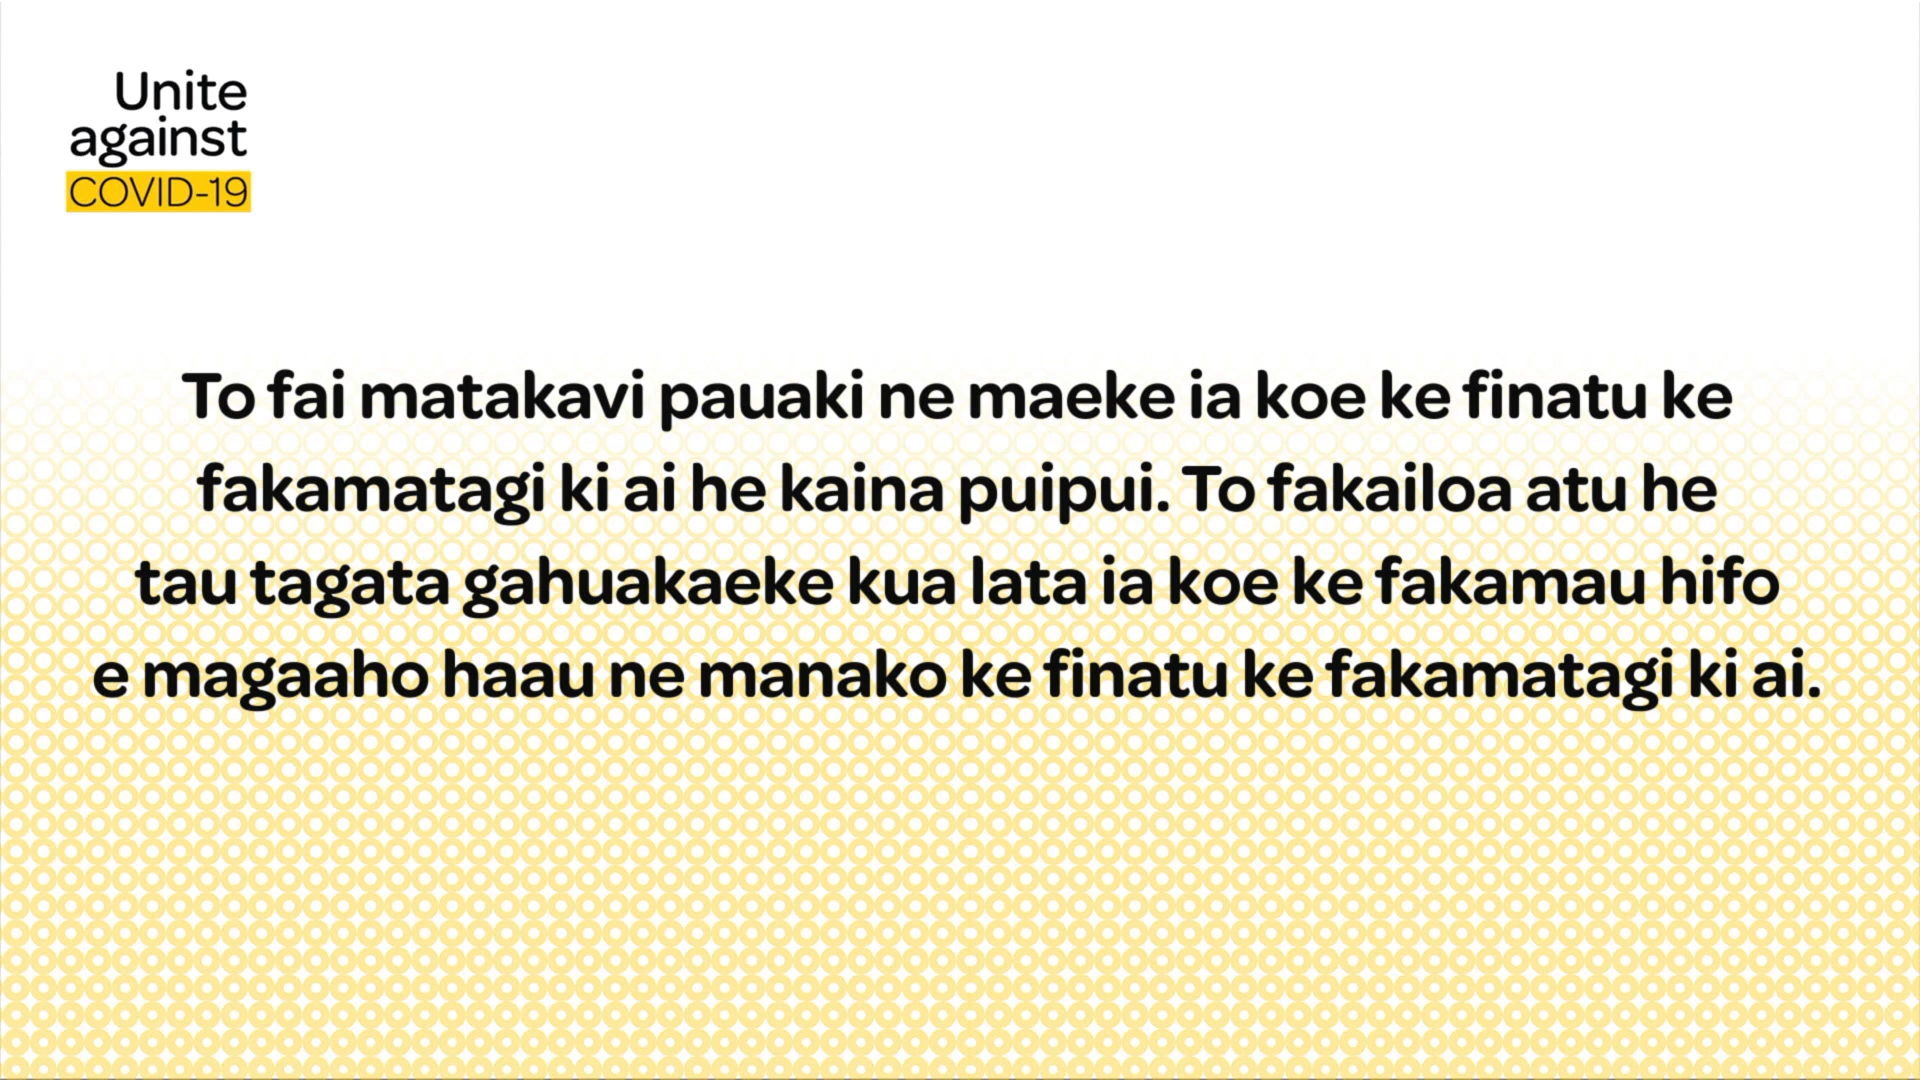 Unite
against
COVID-19
To fai matakavi pauaki ne maeke ia koe ke finatu ke
fakamatagi ki ai he kaina puipui. To fakailoa atu he
tau tagata gahuakaeke kua lata ia koe ke fakamau hifo
e magaaho haau ne manako ke finatu ke fakamatagi ki ai.